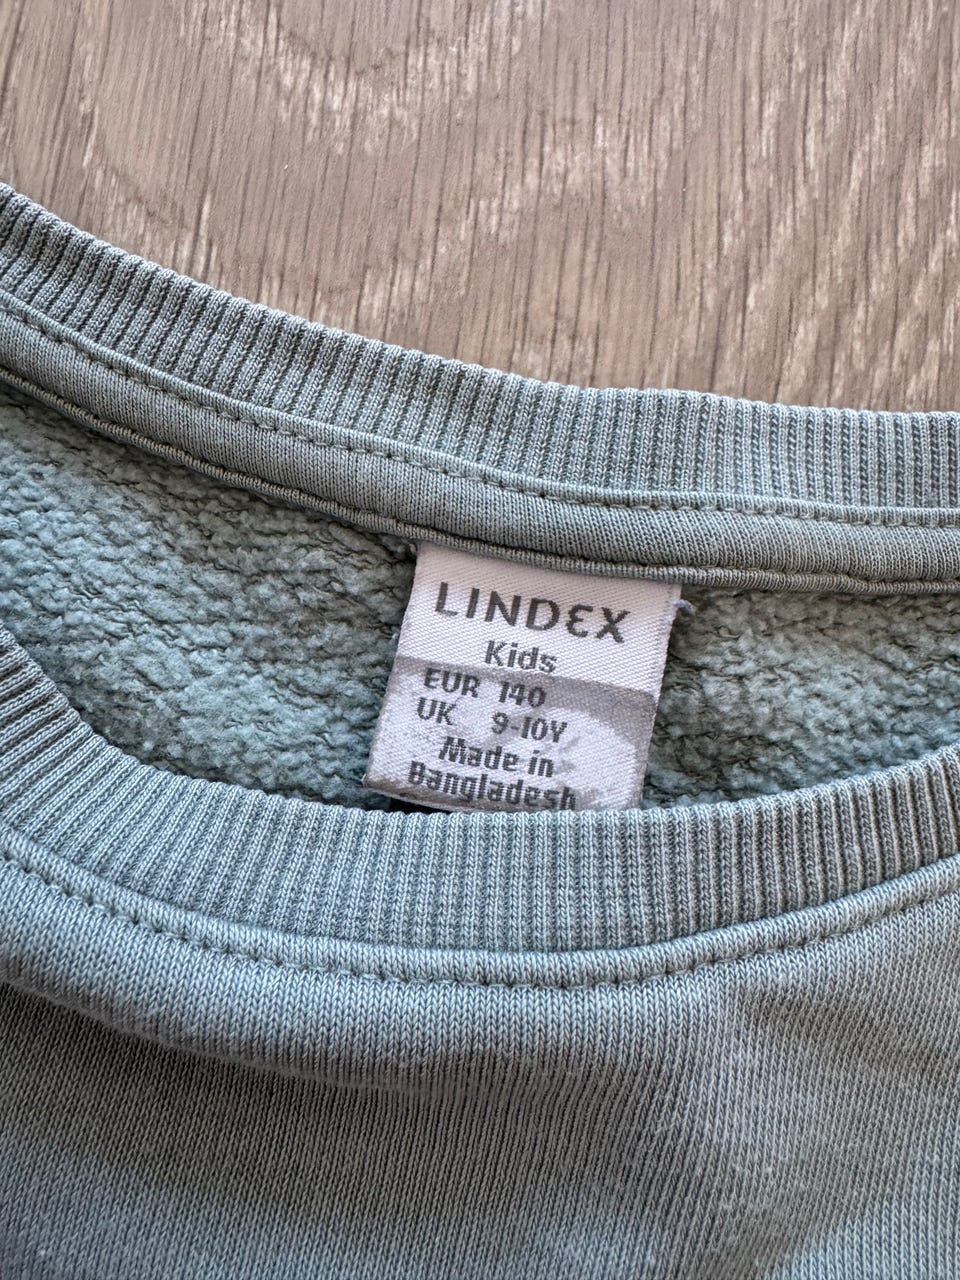 LINDEX
Kids
EUR 140
UK 9-10Y
Made in
Bangladesh